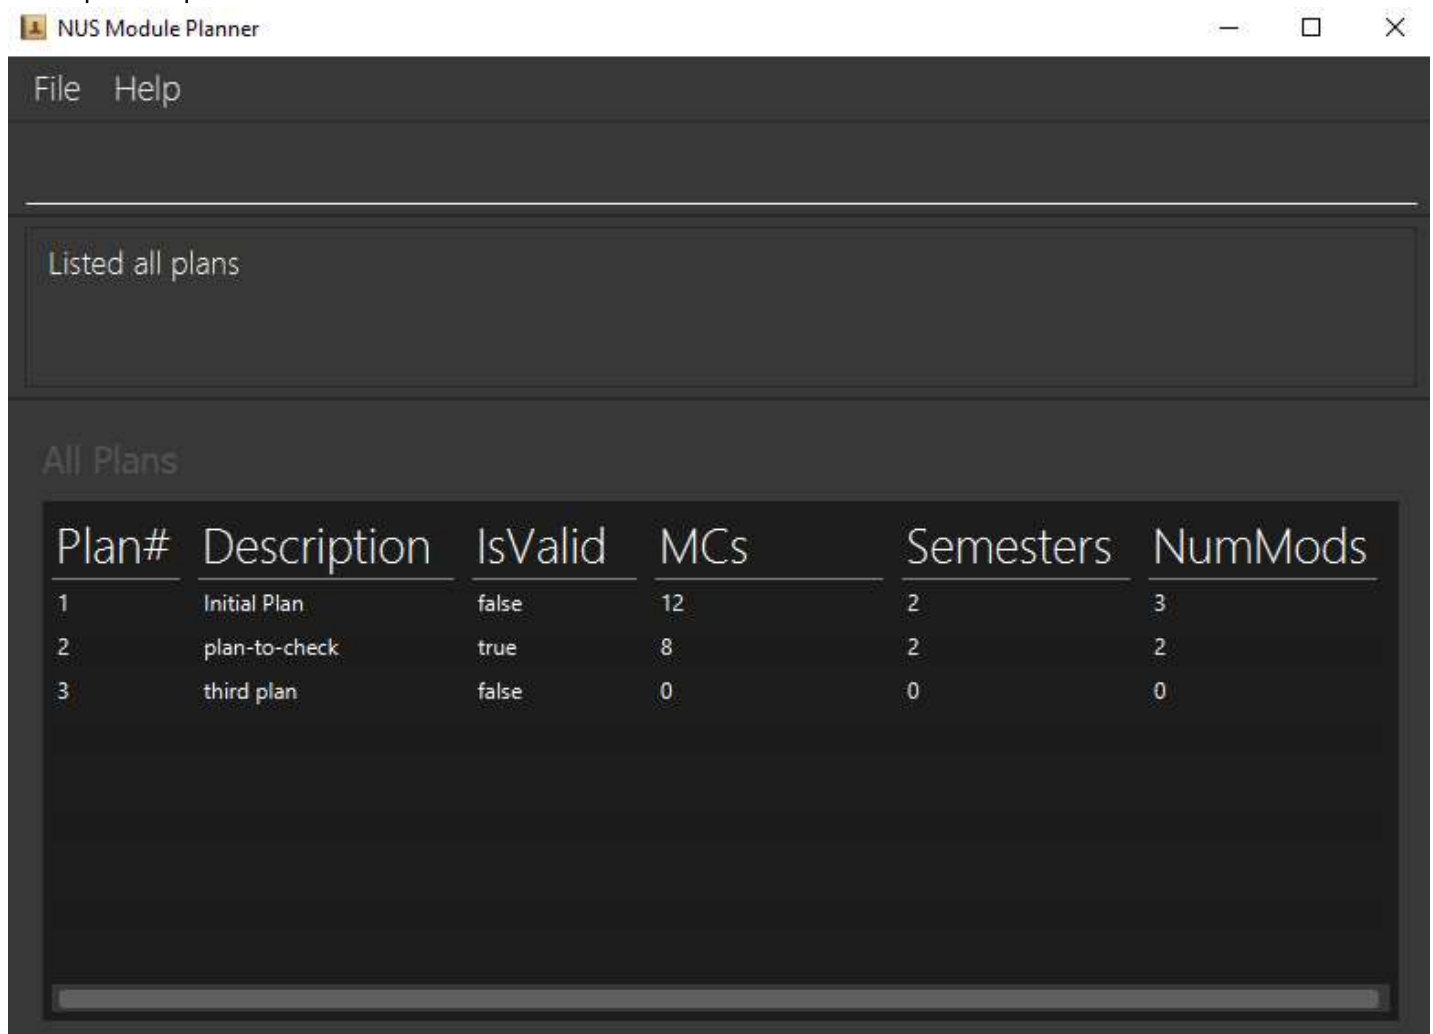 NUS Module Planner
File Help
Listed all plans
All Plans
Plan# Description IsValid MCs Semesters NumMods
1 Initial Plan false 12 2 3
2 plan-to-check true 8 2 2
3 third plan false 0 0 0